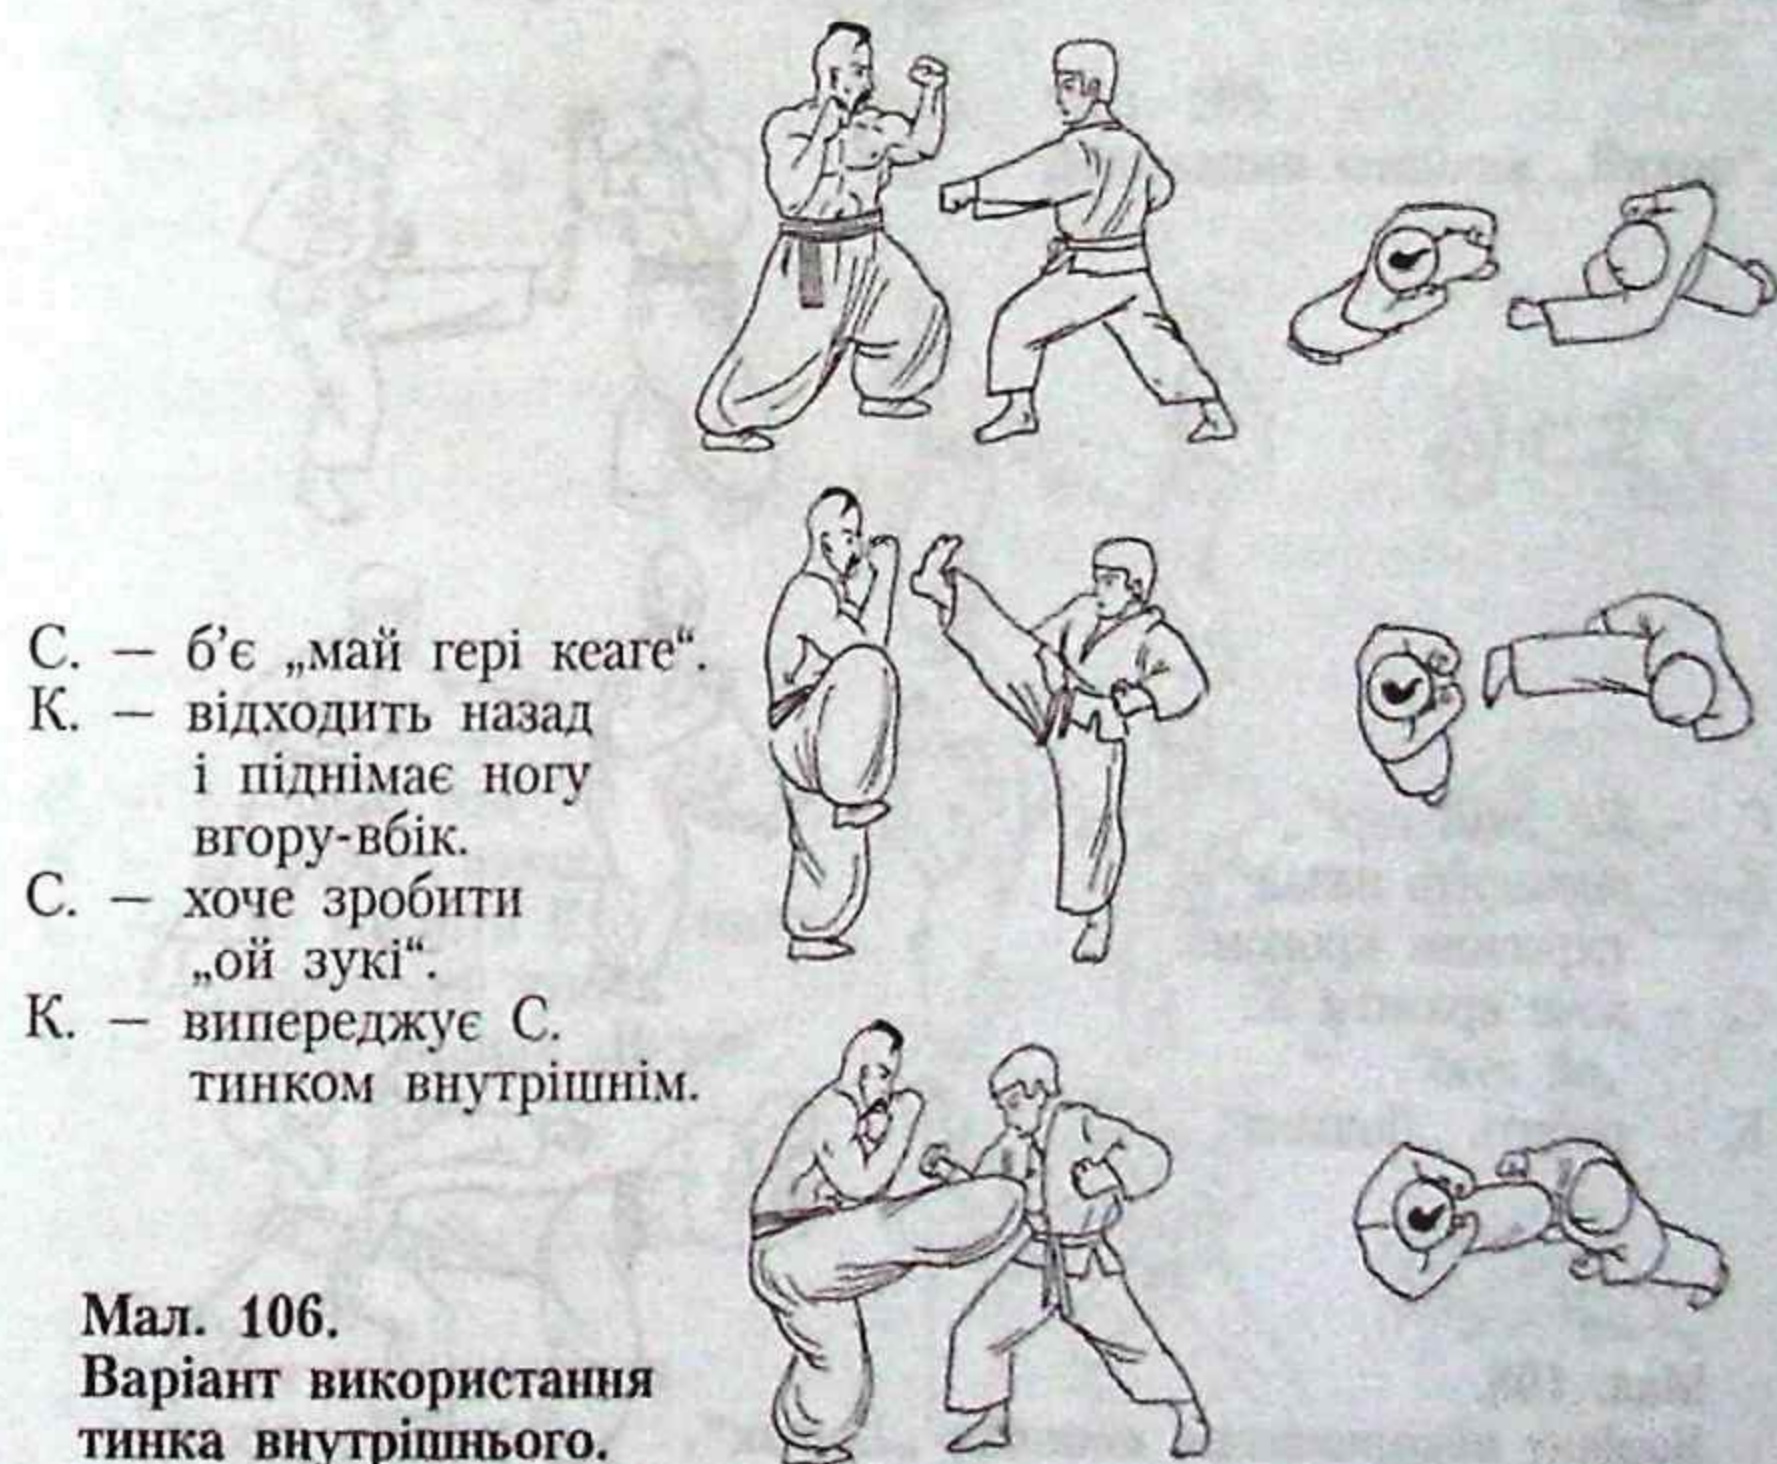 С. — б’є „май гері кеаге“.
К. — відходить назад
і піднімає ногу
вгору-вбік.
С. — хоче зробити
„ой зукі“.
К. — випереджує С.
тинком внутрішнім.
Мал. 106.
Варіант використання
тинка внутрішнього.